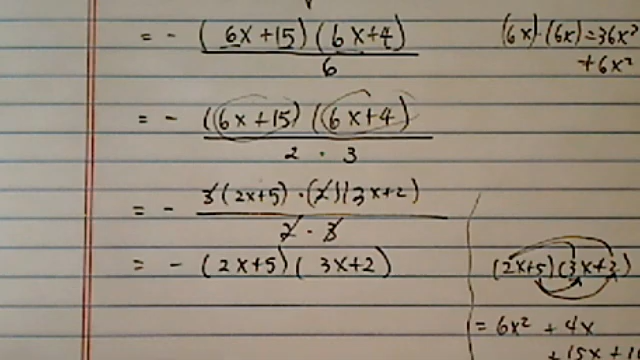 = - (6x+15)(6x+4) / 6
= - (6x+15)(6x+4) / 2 · 3
= - 3(2x+5)·(2)(3x+2) / 2 · 3
= - (2x+5)(3x+2)
(6x)·(6x)=36x²
≠6x²
(2x+5)(3x+2)
= 6x² + 4x
+15x+1